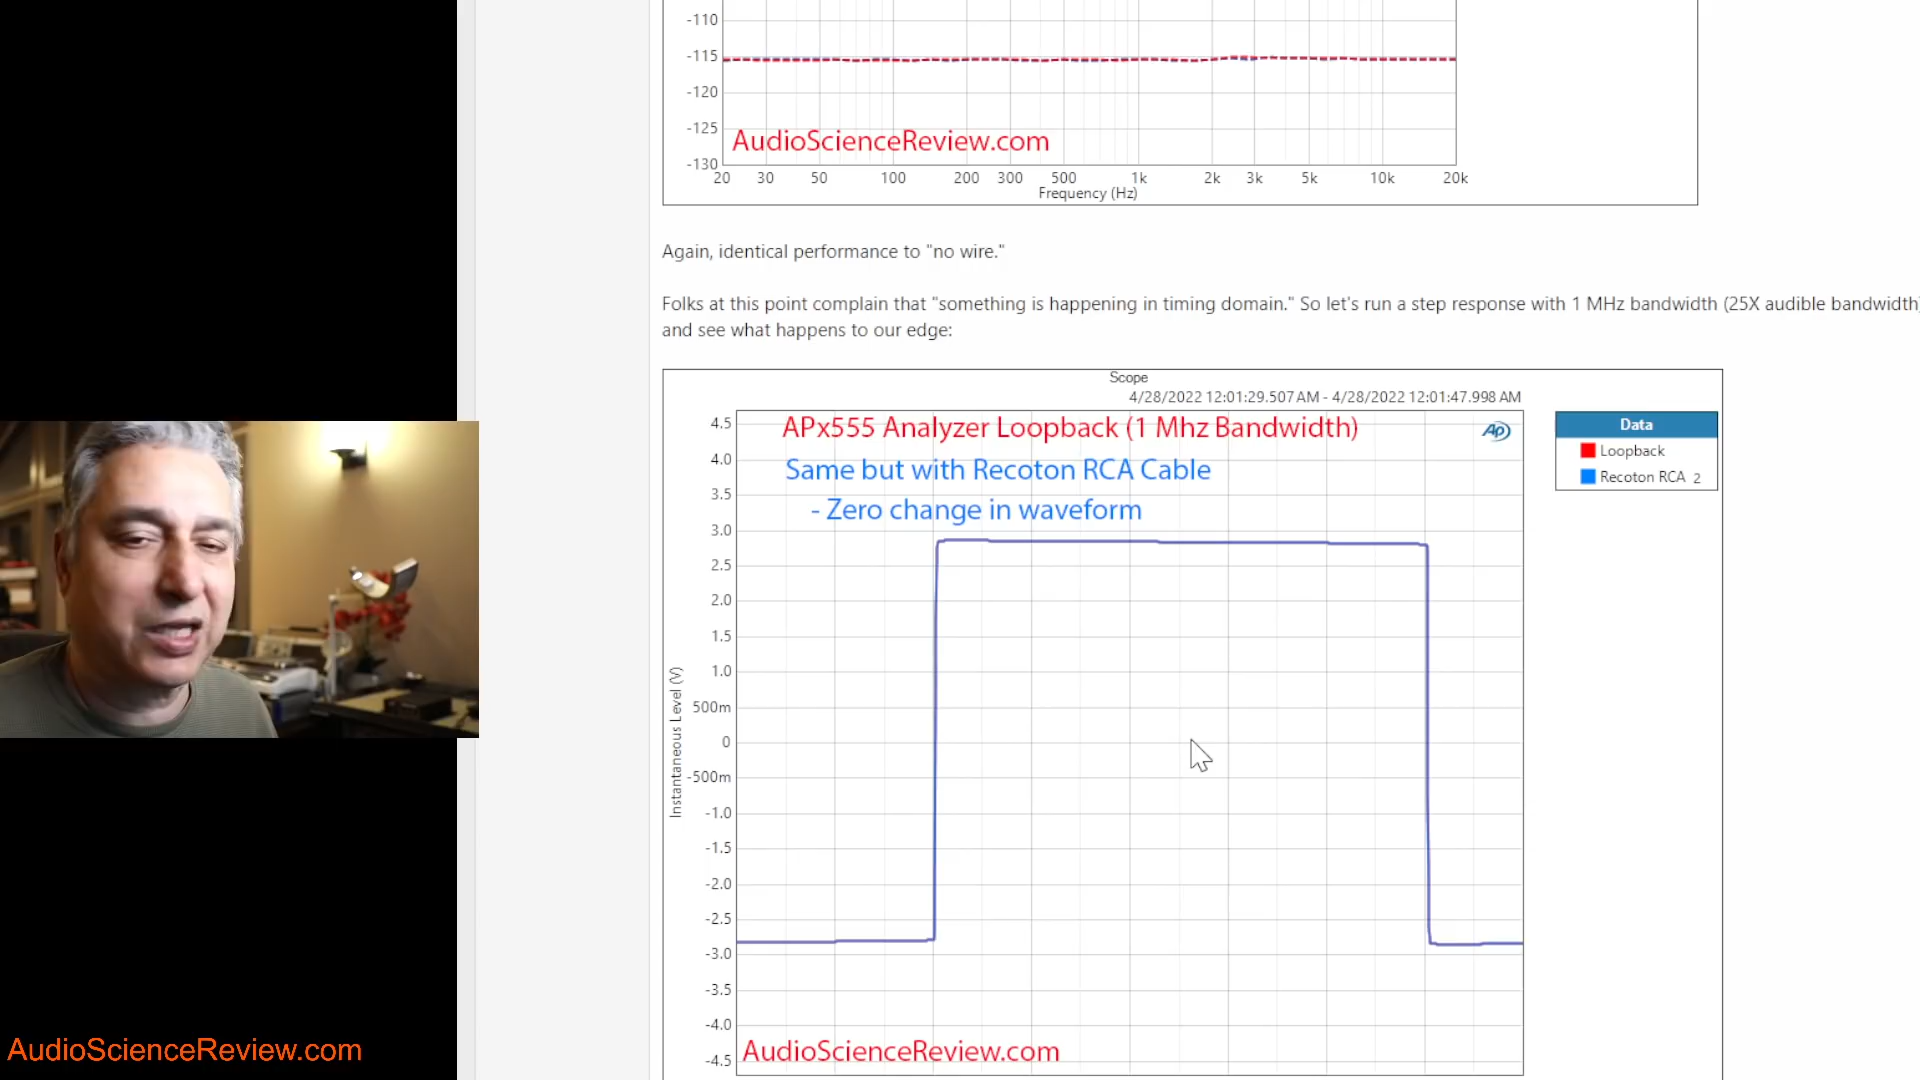 -110
-115
-120
-125
-130
AudioScienceReview.com
20 30 50 100 200 300 500 1k 2k 3k 5k 10k 20k
Frequency (Hz)
Again, identical performance to "no wire."
Folks at this point complain that "something is happening in timing domain." So let's run a step response with 1 MHz bandwidth (25X audible bandwidth)
and see what happens to our edge:
Scope
4/28/2022 12:01:29.507 AM - 4/28/2022 12:01:47.998 AM
APx555 Analyzer Loopback (1 Mhz Bandwidth)
AP
Same but with Recoton RCA Cable
- Zero change in waveform
Data
Loopback
Recoton RCA 2
Instantaneous Level (V)
4.5
4.0
3.5
3.0
2.5
2.0
1.5
1.0
500m
0
-500m
-1.0
-1.5
-2.0
-2.5
-3.0
-3.5
-4.0
-4.5
AudioScienceReview.com
AudioScienceReview.com